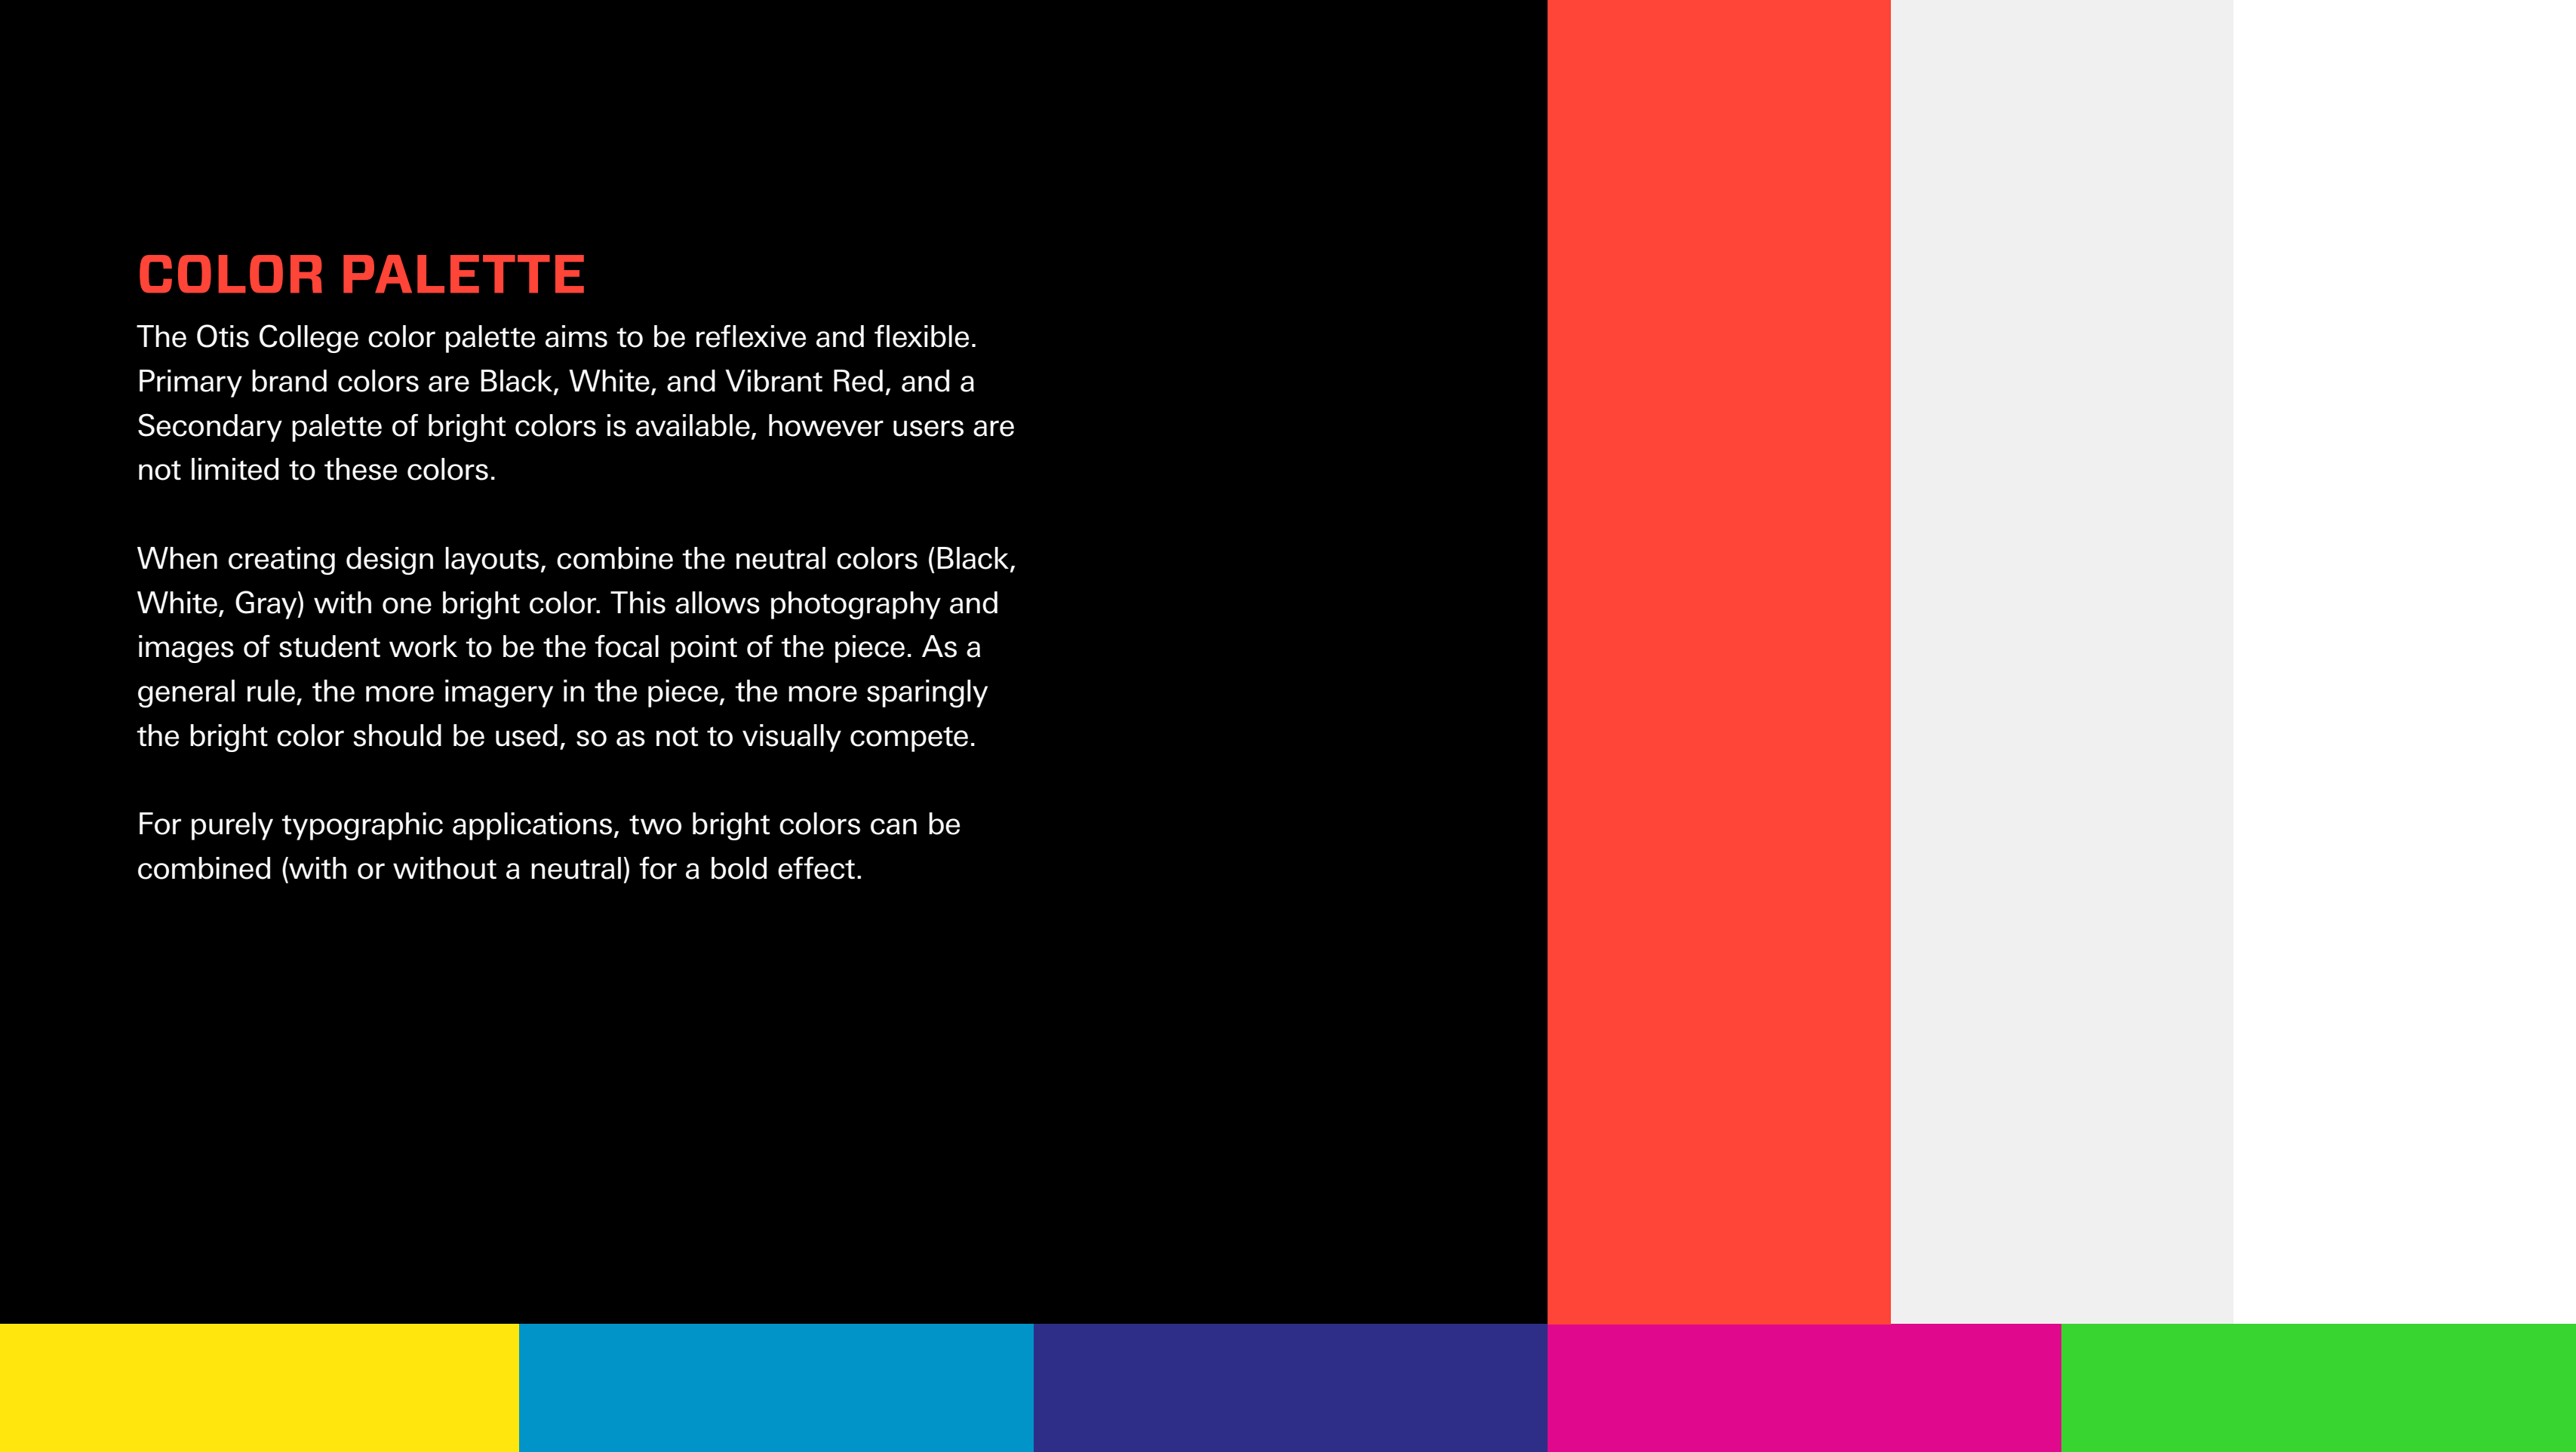 COLOR PALETTE
The Otis College color palette aims to be reflexive and flexible.
Primary brand colors are Black, White, and Vibrant Red, and a
Secondary palette of bright colors is available, however users are
not limited to these colors.
When creating design layouts, combine the neutral colors (Black,
White, Gray) with one bright color. This allows photography and
images of student work to be the focal point of the piece. As a
general rule, the more imagery in the piece, the more sparingly
the bright color should be used, so as not to visually compete.
For purely typographic applications, two bright colors can be
combined (with or without a neutral) for a bold effect.